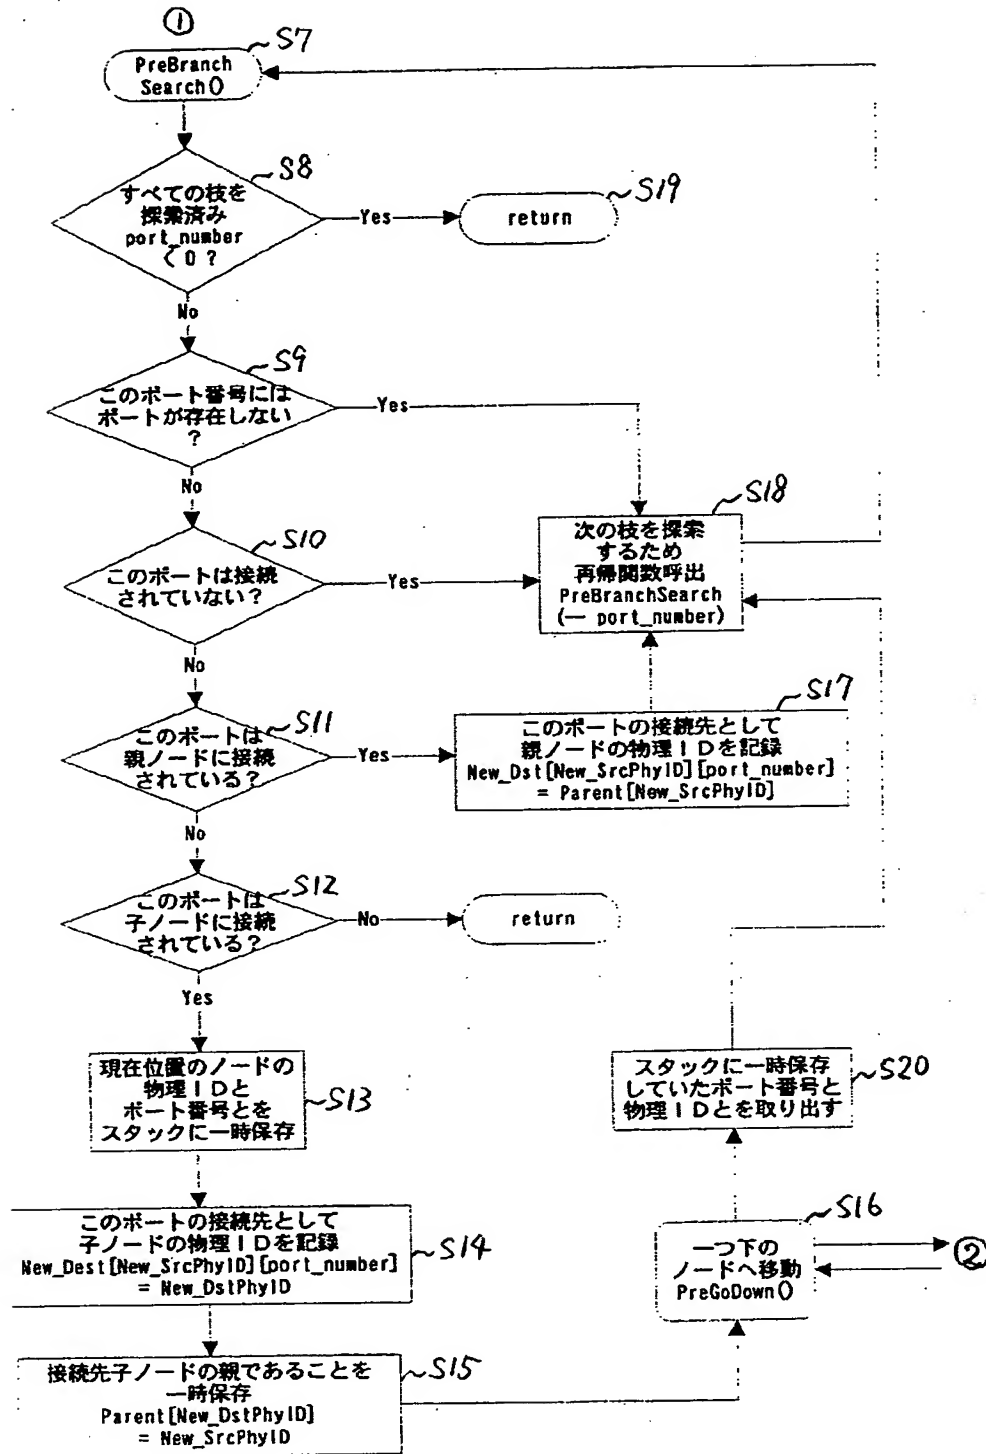 ①
~S7
PreBranch
Search()
~S8
すべての枝を
探索済み
port_number
< 0 ?
Yes
~S19
return
No
~S9
このポート番号には
ポートが存在しない
?
Yes
No
~S10
このポートは接続
されていない?
Yes
~S18
次の枝を探索
するため
再帰関数呼出
PreBranchSearch
(— port_number)
No
~S11
このポートは
親ノードに接続
されている?
Yes
~S17
このポートの接続先として
親ノードの物理IDを記録
New_Dst[New_SrcPhyID][port_number]
= Parent[New_SrcPhyID]
No
~S12
このポートは
子ノードに接続
されている?
No
return
Yes
現在位置のノードの
物理IDと
ポート番号とを
スタックに一時保存
~S13
スタックに一時保存
していたポート番号と
物理IDとを取り出す
~S20
このポートの接続先として
子ノードの物理IDを記録
New_Dest[New_SrcPhyID][port_number]
= New_DstPhyID
~S14
~S16
一つ下の
ノードへ移動
PreGoDown()
②
接続先子ノードの親であることを
一時保存
Parent[New_DstPhyID]
= New_SrcPhyID
~S15